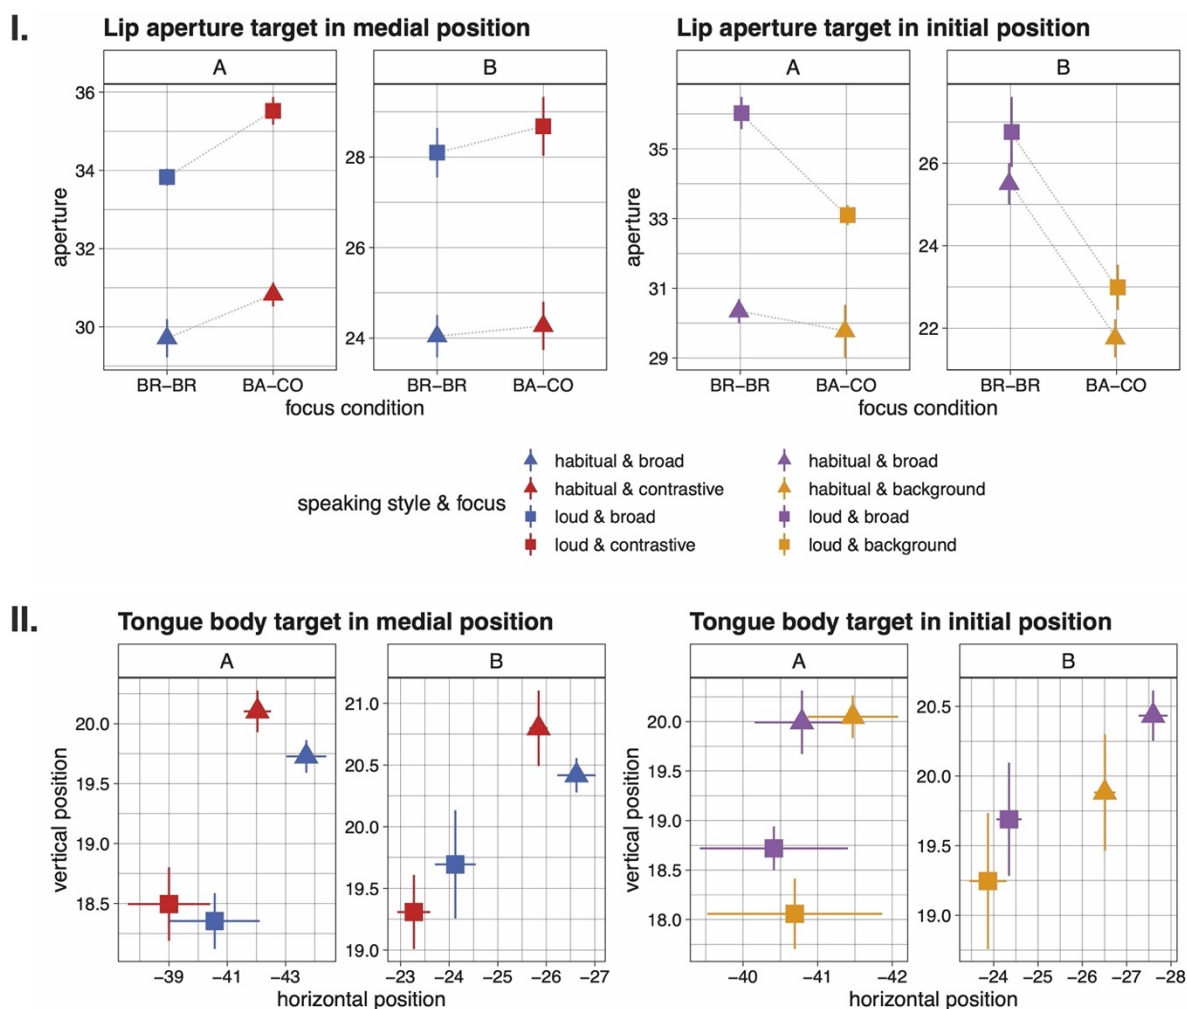 I.
Lip aperture target in medial position
Lip aperture target in initial position
A
B
A
B
aperture
36
34
32
30
28
26
24
aperture
35
33
31
29
26
24
22
BR–BR
BA–CO
BR–BR
BA–CO
BR–BR
BA–CO
BR–BR
BA–CO
focus condition
focus condition
speaking style & focus
habitual & broad
habitual & contrastive
loud & broad
loud & contrastive
habitual & broad
habitual & background
loud & broad
loud & background
II.
Tongue body target in medial position
Tongue body target in initial position
A
B
A
B
vertical position
20.0
19.5
19.0
18.5
21.0
20.5
20.0
19.5
19.0
vertical position
20.0
19.5
19.0
18.5
18.0
20.5
20.0
19.5
19.0
–39
–41
–43
–23
–24
–25
–26
–27
–40
–41
–42
–24
–25
–26
–27
–28
horizontal position
horizontal position